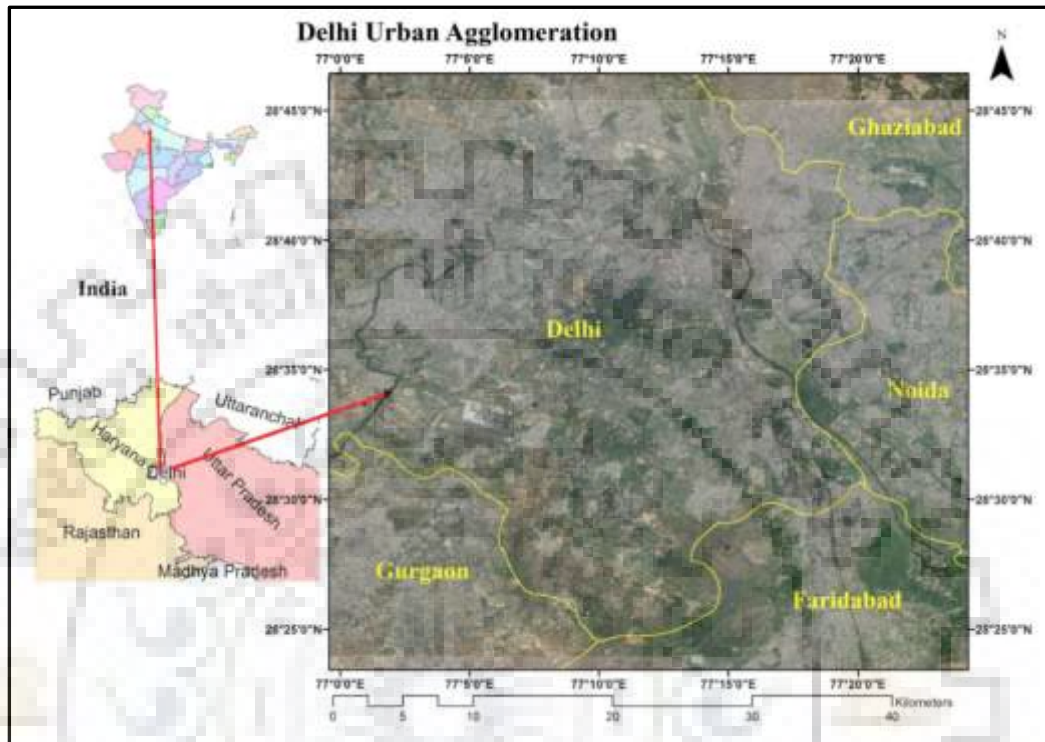 Delhi Urban Agglomeration
N
77°0'0"E 77°5'0"E 77°10'0"E 77°15'0"E 77°20'0"E
28°45'0"N
28°40'0"N
28°35'0"N
28°30'0"N
28°25'0"N
Ghaziabad
Delhi
Noida
Gurgaon
Faridabad
India
Punjab
Uttaranchal
Haryana
Delhi
Uttar Pradesh
Rajasthan
Madhya Pradesh
28°45'0"N
28°40'0"N
28°35'0"N
28°30'0"N
28°25'0"N
77°0'0"E 77°5'0"E 77°10'0"E 77°15'0"E 77°20'0"E
Kilometers
0 5 10 20 30 40